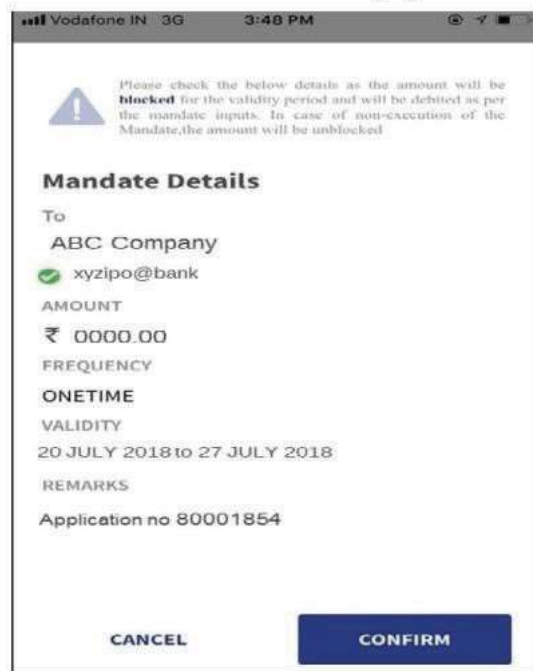 Vodafone IN 3G 3:48 PM
Please check the below details as the amount will be
blocked for the validity period and will be debited as per
the mandate inputs. In case of non-execution of the
Mandate,the amount will be unblocked
Mandate Details
To
ABC Company
xyzipo@bank
AMOUNT
₹ 0000.00
FREQUENCY
ONETIME
VALIDITY
20 JULY 2018 to 27 JULY 2018
REMARKS
Application no 80001854
CANCEL CONFIRM